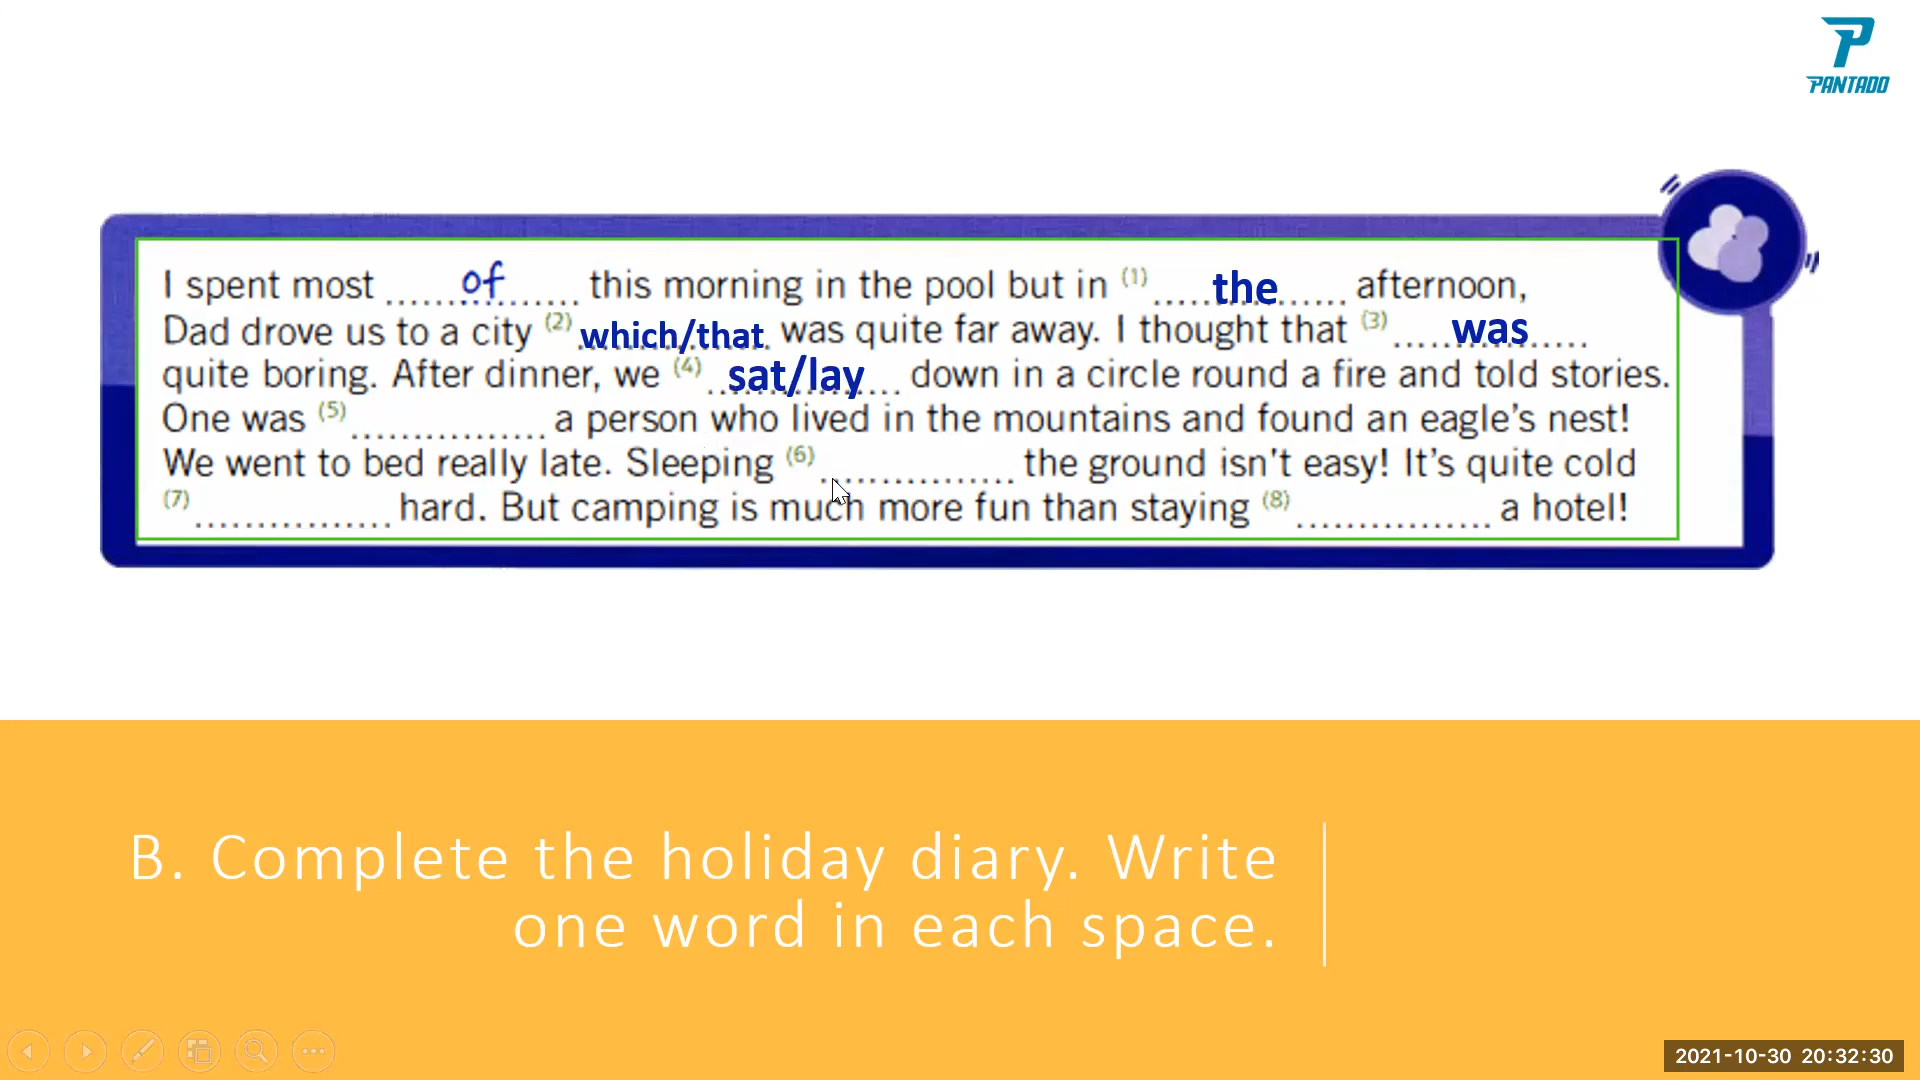 PANTADO
I spent most ......of...... this morning in the pool but in (1) ......the...... afternoon,
Dad drove us to a city (2) which/that was quite far away. I thought that (3) ......was......
quite boring. After dinner, we (4) sat/lay down in a circle round a fire and told stories.
One was (5) ................ a person who lived in the mountains and found an eagle's nest!
We went to bed really late. Sleeping (6) ................ the ground isn't easy! It's quite cold
(7) ................ hard. But camping is much more fun than staying (8) ................ a hotel!
B. Complete the holiday diary. Write
one word in each space.
2021-10-30 20:32:30